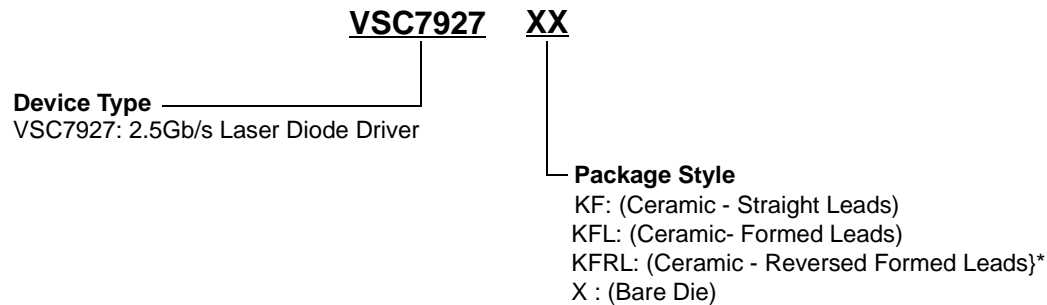 VSC7927 XX
Device Type
VSC7927: 2.5Gb/s Laser Diode Driver
Package Style
KF: (Ceramic - Straight Leads)
KFL: (Ceramic- Formed Leads)
KFRL: (Ceramic - Reversed Formed Leads}*
X : (Bare Die)